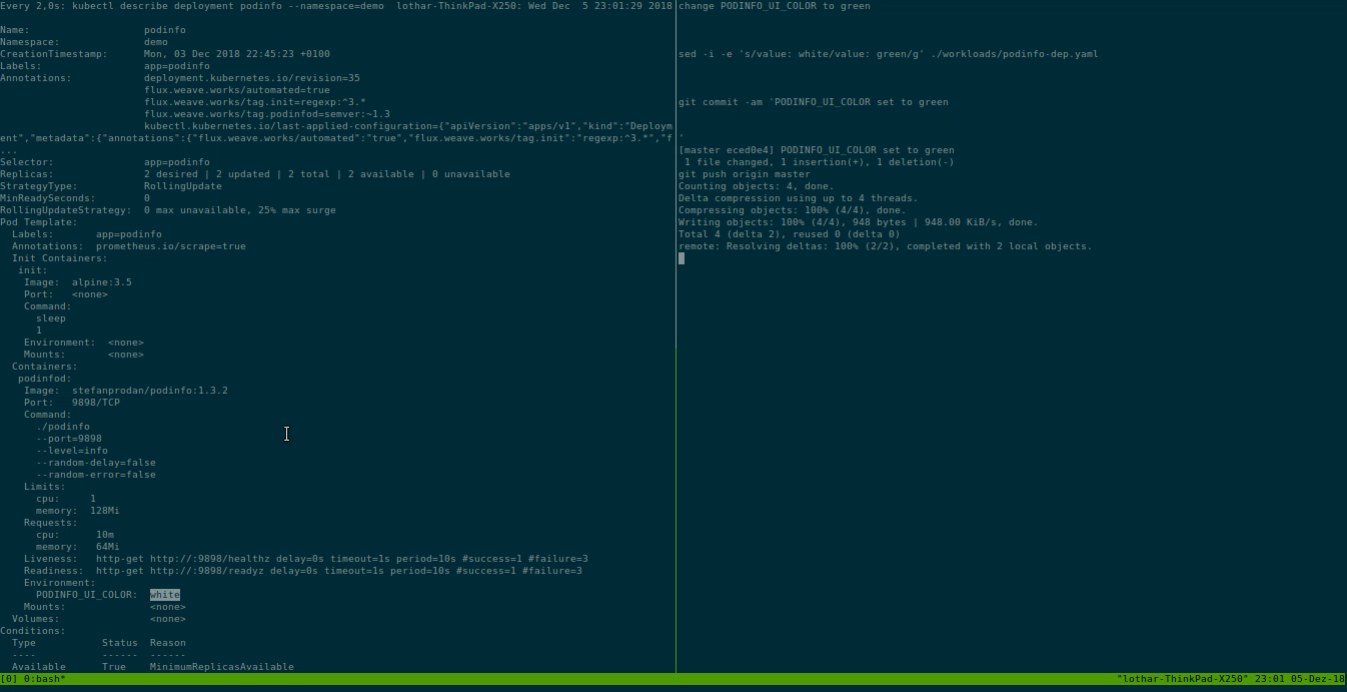 Every 2,0s: kubectl describe deployment podinfo --namespace=demo  lothar-ThinkPad-X250: Wed Dec  5 23:01:29 2018
Name:                   podinfo
Namespace:              demo
CreationTimestamp:      Mon, 03 Dec 2018 22:45:23 +0100
Labels:                 app=podinfo
Annotations:            deployment.kubernetes.io/revision=35
                        flux.weave.works/automated=true
                        flux.weave.works/tag.init=regexp:^3.*
                        flux.weave.works/tag.podinfod=semver:~1.3
                        kubectl.kubernetes.io/last-applied-configuration={"apiVersion":"apps/v1","kind":"Deploym
ent","metadata":{"annotations":{"flux.weave.works/automated":"true","flux.weave.works/tag.init":"regexp:^3.*","f
...
Selector:               app=podinfo
Replicas:               2 desired | 2 updated | 2 total | 2 available | 0 unavailable
StrategyType:           RollingUpdate
MinReadySeconds:        0
RollingUpdateStrategy:  0 max unavailable, 25% max surge
Pod Template:
  Labels:       app=podinfo
  Annotations:  prometheus.io/scrape=true
  Init Containers:
   init:
    Image:  alpine:3.5
    Port:   <none>
    Command:
      sleep
      1
    Environment:  <none>
    Mounts:       <none>
  Containers:
   podinfod:
    Image:  stefanprodan/podinfo:1.3.2
    Port:   9898/TCP
    Command:
      ./podinfo
      --port=9898
      --level=info
      --random-delay=false
      --random-error=false
    Limits:
      cpu:     1
      memory:  128Mi
    Requests:
      cpu:      10m
      memory:   64Mi
    Liveness:   http-get http://:9898/healthz delay=0s timeout=1s period=10s #success=1 #failure=3
    Readiness:  http-get http://:9898/readyz delay=0s timeout=1s period=10s #success=1 #failure=3
    Environment:
      PODINFO_UI_COLOR:  white
    Mounts:              <none>
  Volumes:               <none>
Conditions:
  Type           Status  Reason
  ----           ------  ------
  Available      True    MinimumReplicasAvailable
change PODINFO_UI_COLOR to green
sed -i -e 's/value: white/value: green/g' ./workloads/podinfo-dep.yaml
git commit -am 'PODINFO_UI_COLOR set to green
'
[master eced0e4] PODINFO_UI_COLOR set to green
 1 file changed, 1 insertion(+), 1 deletion(-)
git push origin master
Counting objects: 4, done.
Delta compression using up to 4 threads.
Compressing objects: 100% (4/4), done.
Writing objects: 100% (4/4), 948 bytes | 948.00 KiB/s, done.
Total 4 (delta 2), reused 0 (delta 0)
remote: Resolving deltas: 100% (2/2), completed with 2 local objects.
[0] 0:bash*
"lothar-ThinkPad-X250" 23:01 05-Dez-18